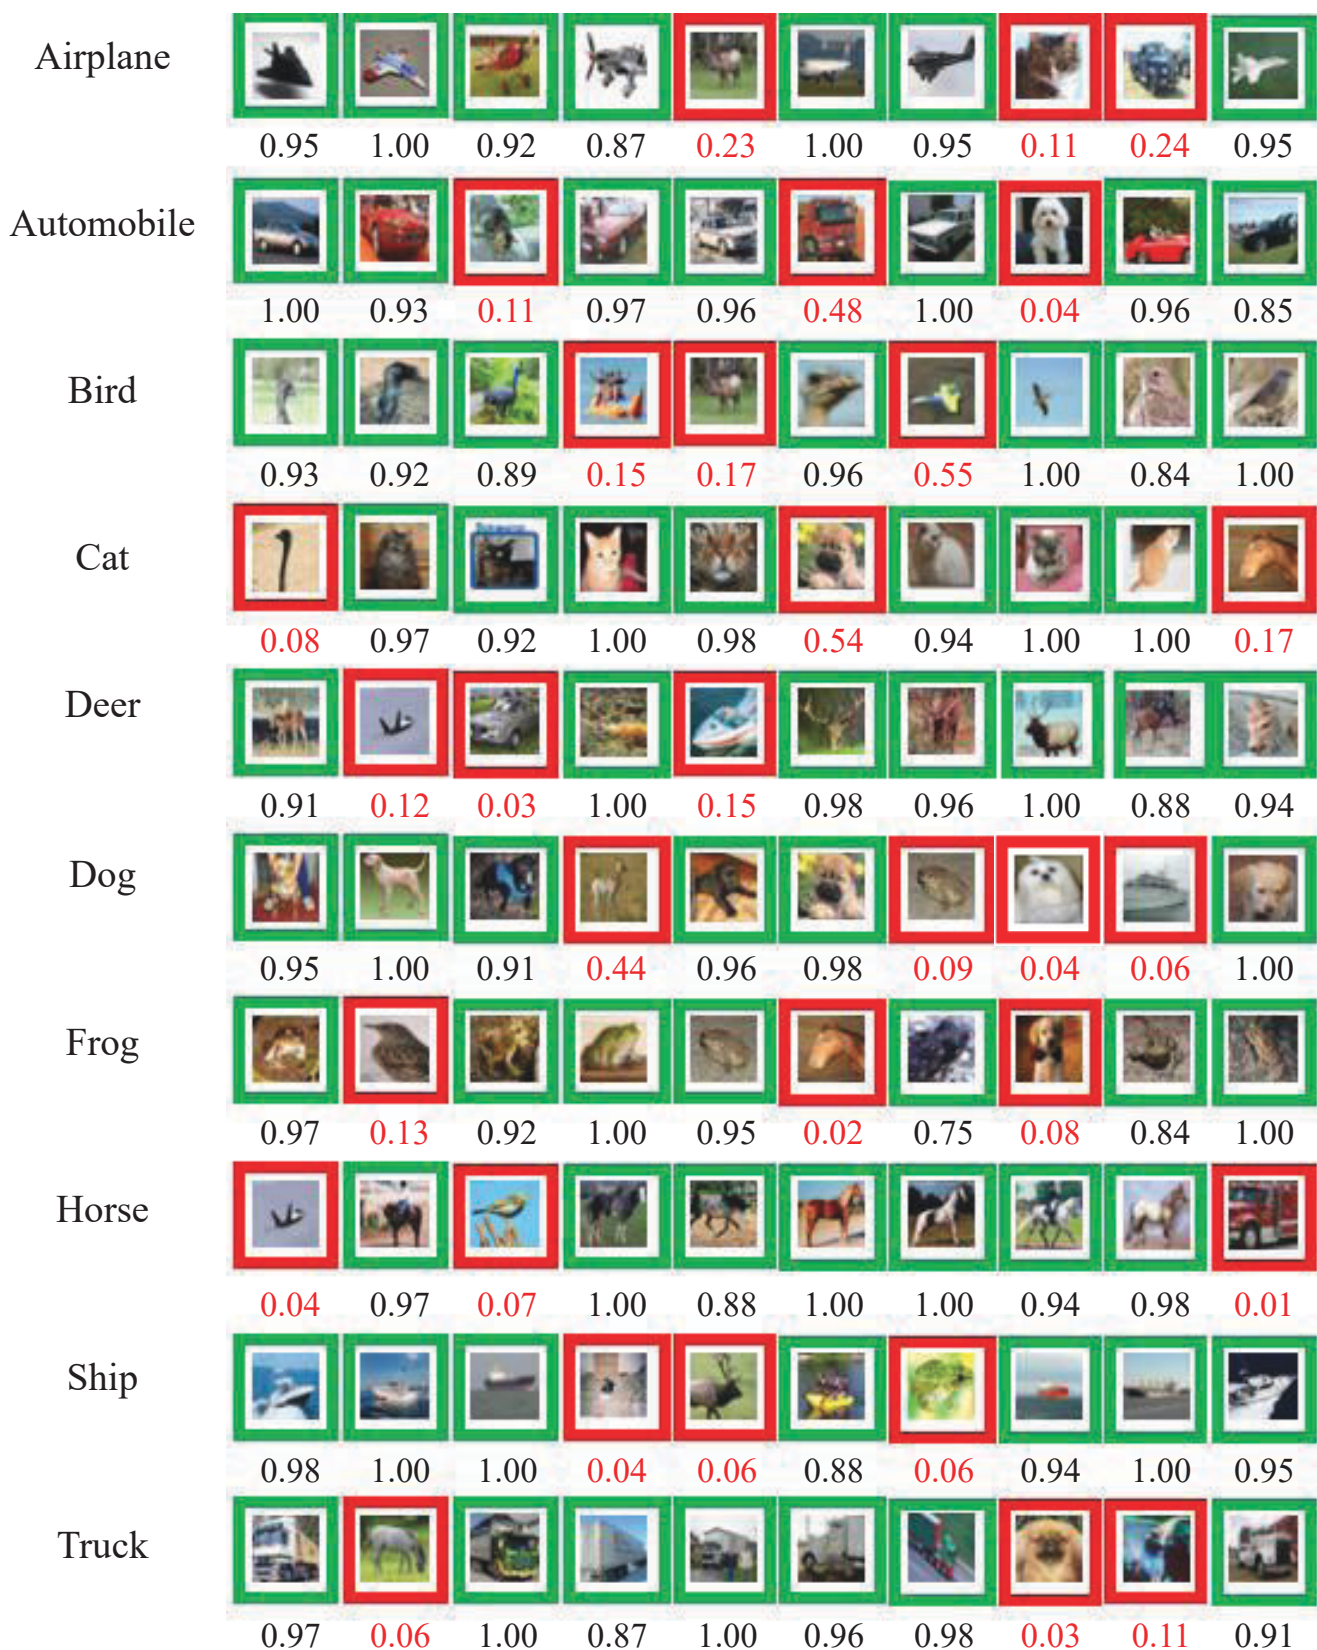 Airplane
0.95 1.00 0.92 0.87 0.23 1.00 0.95 0.11 0.24 0.95
Automobile
1.00 0.93 0.11 0.97 0.96 0.48 1.00 0.04 0.96 0.85
Bird
0.93 0.92 0.89 0.15 0.17 0.96 0.55 1.00 0.84 1.00
Cat
0.08 0.97 0.92 1.00 0.98 0.54 0.94 1.00 1.00 0.17
Deer
0.91 0.12 0.03 1.00 0.15 0.98 0.96 1.00 0.88 0.94
Dog
0.95 1.00 0.91 0.44 0.96 0.98 0.09 0.04 0.06 1.00
Frog
0.97 0.13 0.92 1.00 0.95 0.02 0.75 0.08 0.84 1.00
Horse
0.04 0.97 0.07 1.00 0.88 1.00 1.00 0.94 0.98 0.01
Ship
0.98 1.00 1.00 0.04 0.06 0.88 0.06 0.94 1.00 0.95
Truck
0.97 0.06 1.00 0.87 1.00 0.96 0.98 0.03 0.11 0.91